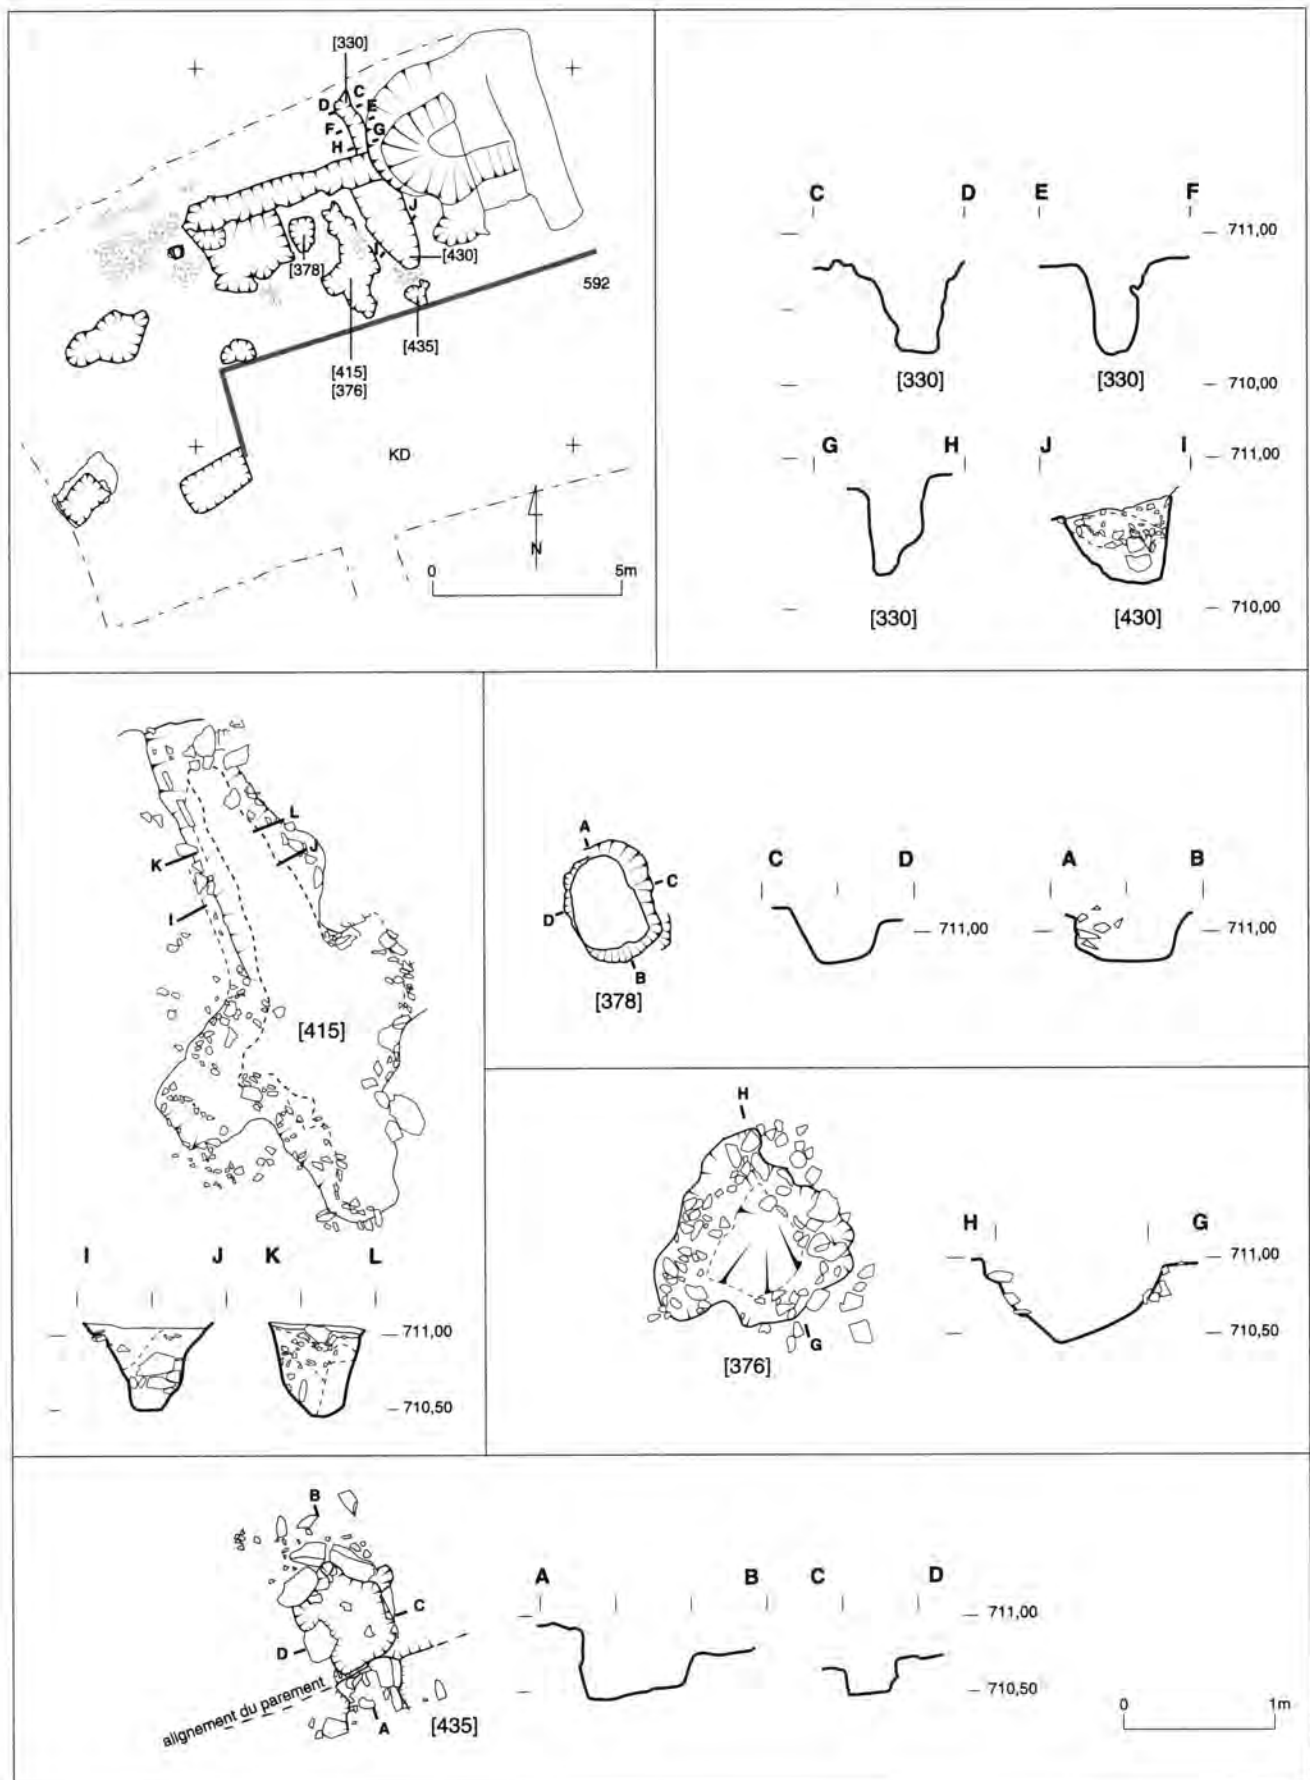 [330]
C
D
E
F
G
H
J
I
[378]
[430]
592
[435]
[415]
[376]
KD
N
0 5m
C D E F
711,00
[330] [330]
710,00
G H J I
711,00
[330] [430]
710,00
L
J
K
I
[415]
I J K L
711,00
710,50
A
C
D
B
[378]
C D
711,00
A B
711,00
H
G
[376]
H G
711,00
710,50
B
C
D
alignement du parement
A
[435]
A B C D
711,00
710,50
0 1m